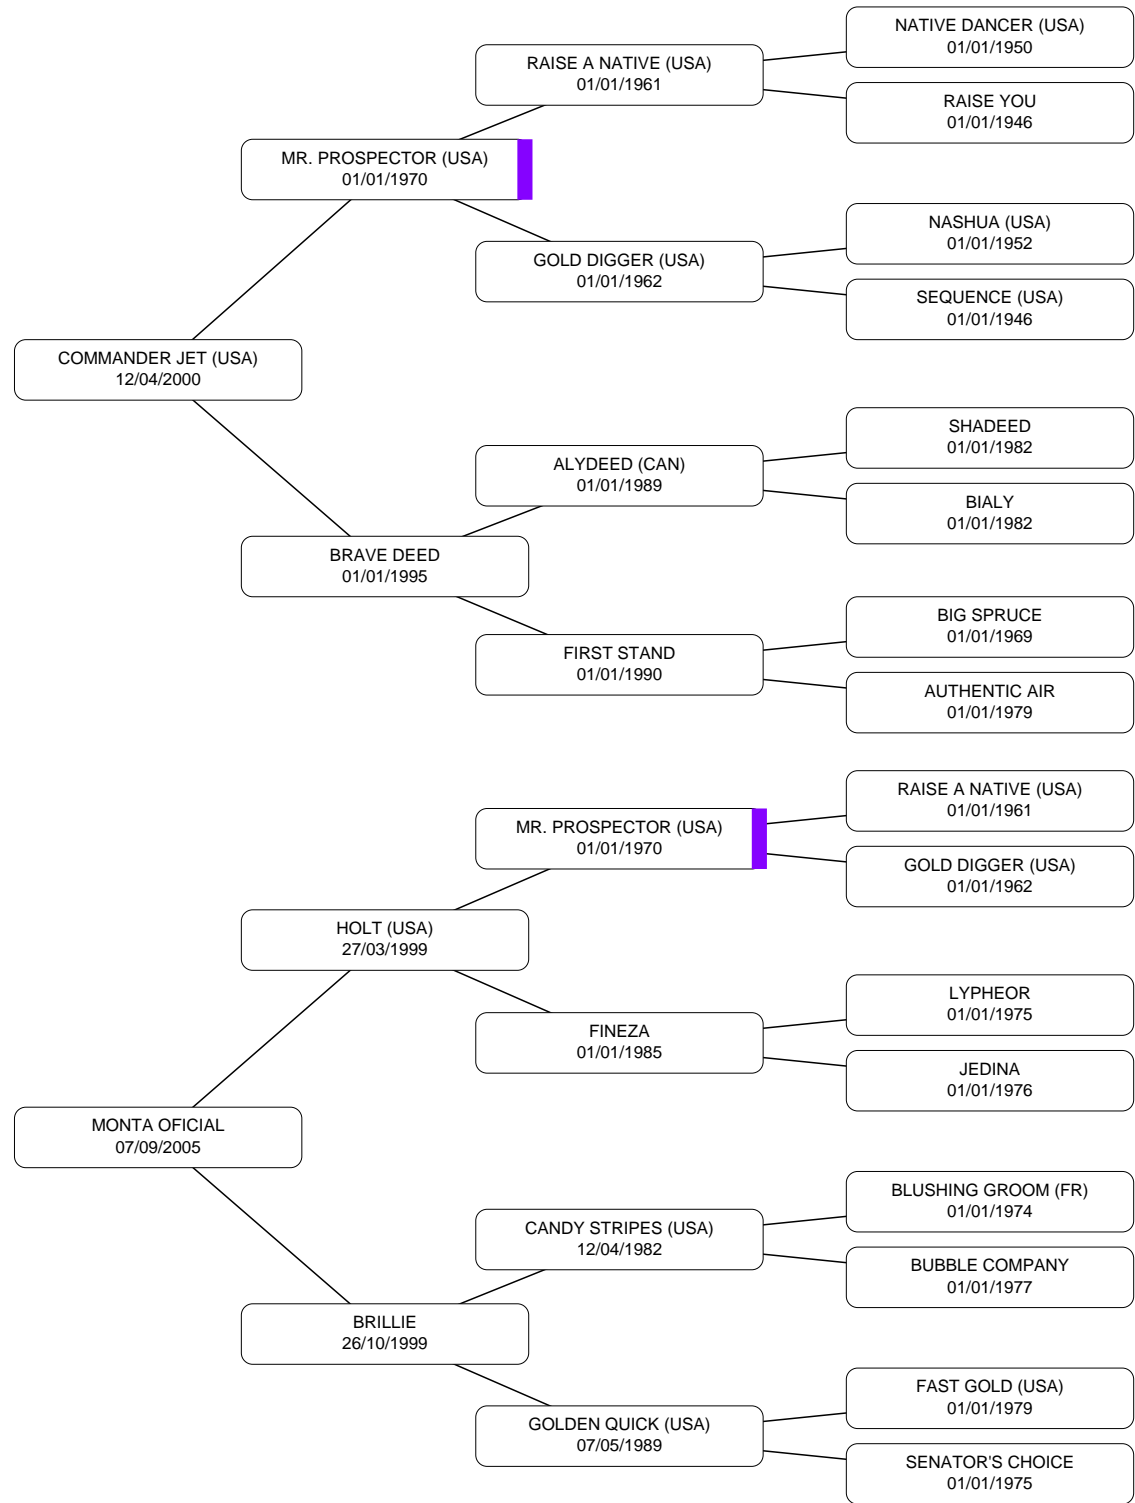 NATIVE DANCER (USA)
01/01/1950
RAISE A NATIVE (USA)
01/01/1961
RAISE YOU
01/01/1946
MR. PROSPECTOR (USA)
01/01/1970
NASHUA (USA)
01/01/1952
GOLD DIGGER (USA)
01/01/1962
SEQUENCE (USA)
01/01/1946
COMMANDER JET (USA)
12/04/2000
SHADEED
01/01/1982
ALYDEED (CAN)
01/01/1989
BIALY
01/01/1982
BRAVE DEED
01/01/1995
BIG SPRUCE
01/01/1969
FIRST STAND
01/01/1990
AUTHENTIC AIR
01/01/1979
RAISE A NATIVE (USA)
01/01/1961
MR. PROSPECTOR (USA)
01/01/1970
GOLD DIGGER (USA)
01/01/1962
HOLT (USA)
27/03/1999
LYPHEOR
01/01/1975
FINEZA
01/01/1985
JEDINA
01/01/1976
MONTA OFICIAL
07/09/2005
BLUSHING GROOM (FR)
01/01/1974
CANDY STRIPES (USA)
12/04/1982
BUBBLE COMPANY
01/01/1977
BRILLIE
26/10/1999
FAST GOLD (USA)
01/01/1979
GOLDEN QUICK (USA)
07/05/1989
SENATOR'S CHOICE
01/01/1975